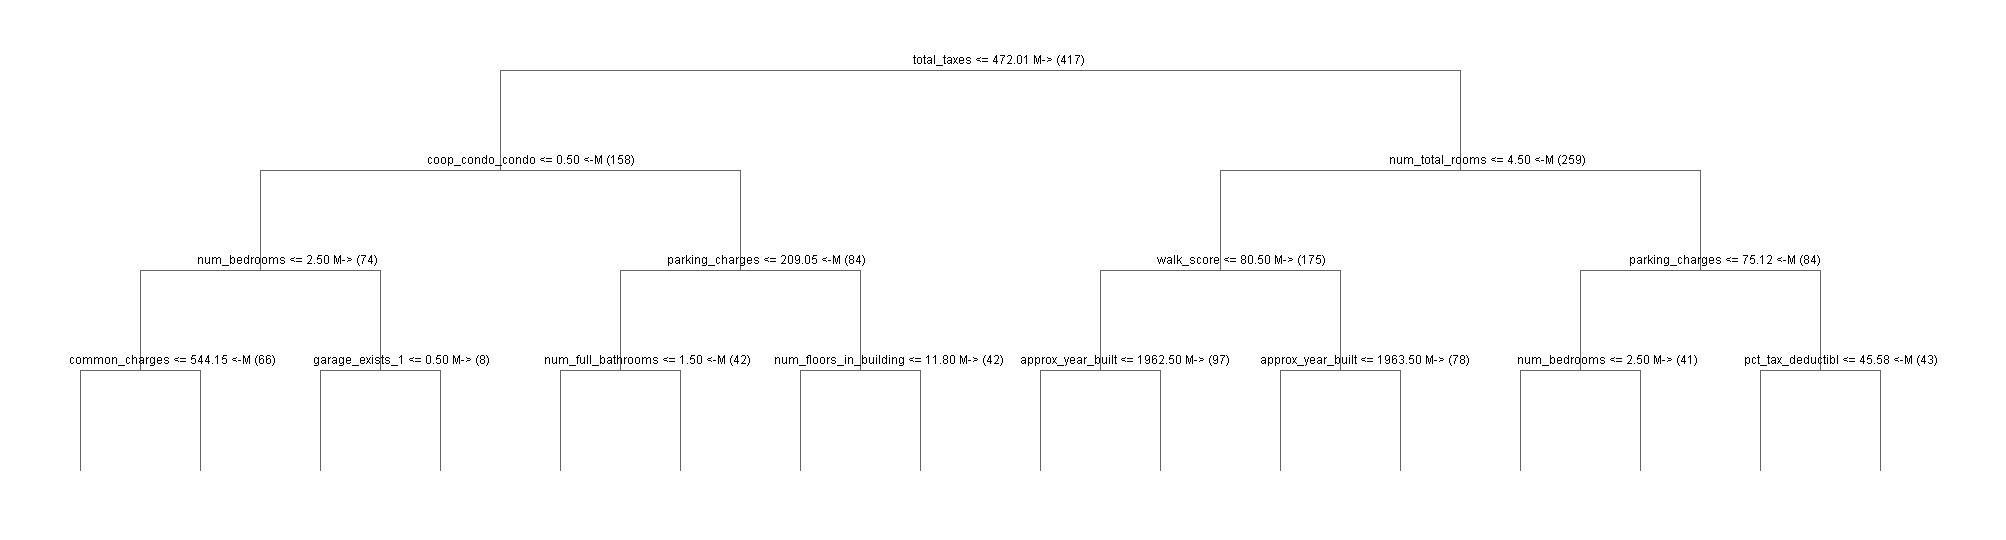 total_taxes <= 472.01 M-> (417)
coop_condo_condo <= 0.50 <-M (158)
num_total_rooms <= 4.50 <-M (259)
num_bedrooms <= 2.50 M-> (74)
parking_charges <= 209.05 <-M (84)
walk_score <= 80.50 M-> (175)
parking_charges <= 75.12 <-M (84)
common_charges <= 544.15 <-M (66)
garage_exists_1 <= 0.50 M-> (8)
num_full_bathrooms <= 1.50 <-M (42)
num_floors_in_building <= 11.80 M-> (42)
approx_year_built <= 1962.50 M-> (97)
approx_year_built <= 1963.50 M-> (78)
num_bedrooms <= 2.50 M-> (41)
pct_tax_deductibl <= 45.58 <-M (43)